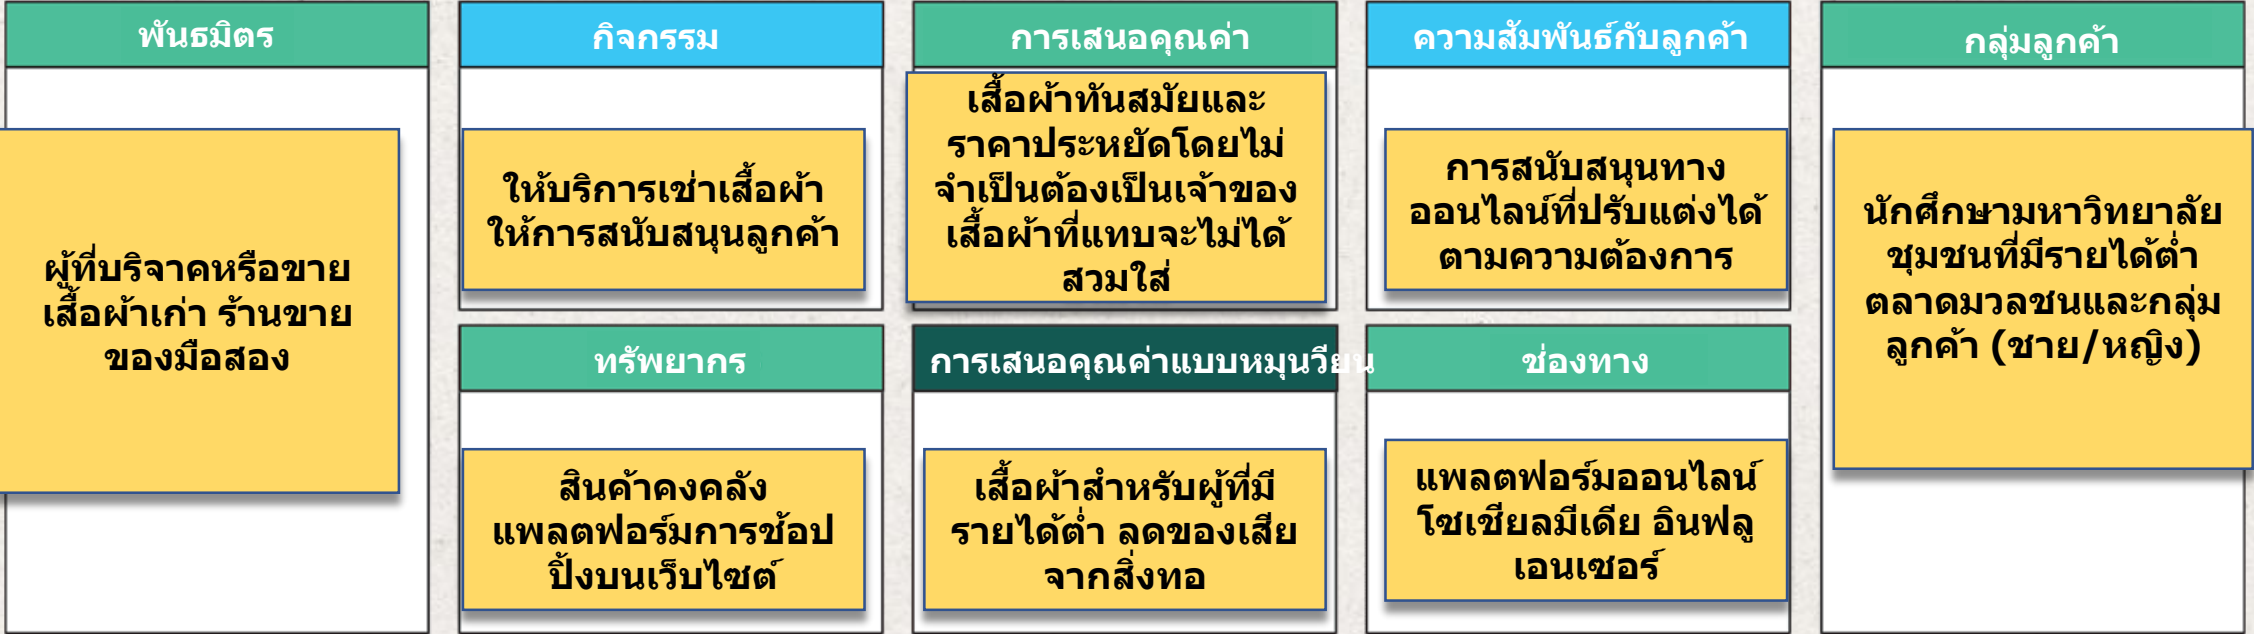 พันธมิตร
ผู้ที่บริจาคหรือขาย
เสื้อผ้าเก่า ร้านขาย
ของมือสอง
กิจกรรม
ให้บริการเช่าเสื้อผ้า
ให้การสนับสนุนลูกค้า
ทรัพยากร
สินค้าคงคลัง
แพลตฟอร์มการช้อป
ปิ้งบนเว็บไซต์
การเสนอคุณค่า
เสื้อผ้าทันสมัยและ
ราคาประหยัดโดยไม่
จำเป็นต้องเป็นเจ้าของ
เสื้อผ้าที่แทบจะไม่ได้
สวมใส่
การเสนอคุณค่าแบบหมุนวียน
เสื้อผ้าสำหรับผู้ที่มี
รายได้ต่ำ ลดของเสีย
จากสิ่งทอ
ความสัมพันธ์กับลูกค้า
การสนับสนุนทาง
ออนไลน์ที่ปรับแต่งได้
ตามความต้องการ
ช่องทาง
แพลตฟอร์มออนไลน์
โซเชียลมีเดีย อินฟลู
เอนเซอร์
กลุ่มลูกค้า
นักศึกษามหาวิทยาลัย
ชุมชนที่มีรายได้ต่ำ
ตลาดมวลชนและกลุ่ม
ลูกค้า (ชาย/หญิง)